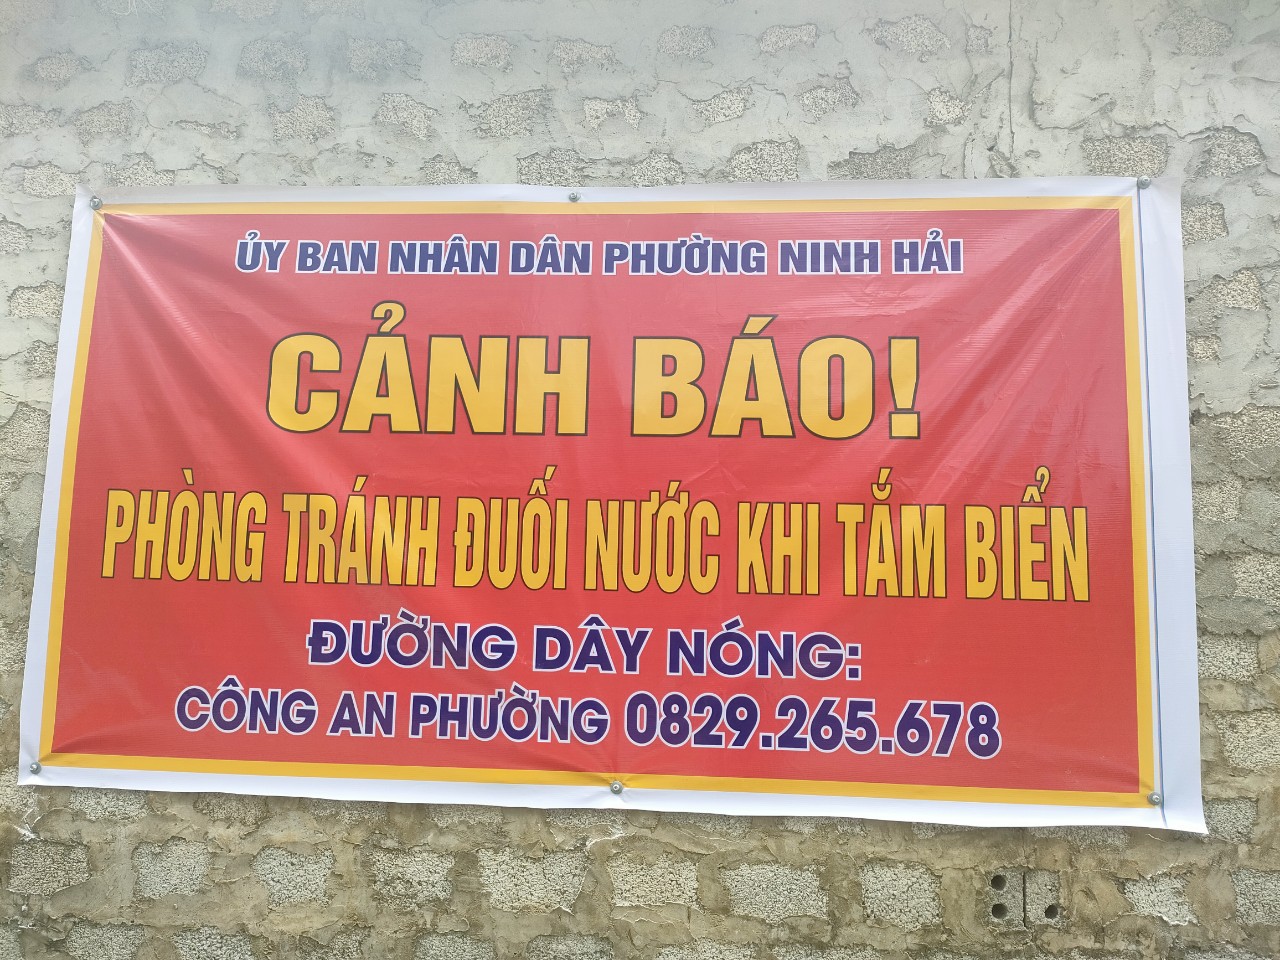 ỦY BAN NHÂN DÂN PHƯỜNG NINH HẢI
CẢNH BÁO!
PHÒNG TRÁNH ĐUỐI NƯỚC KHI TẮM BIỂN
ĐƯỜNG DÂY NÓNG:
CÔNG AN PHƯỜNG 0829.265.678